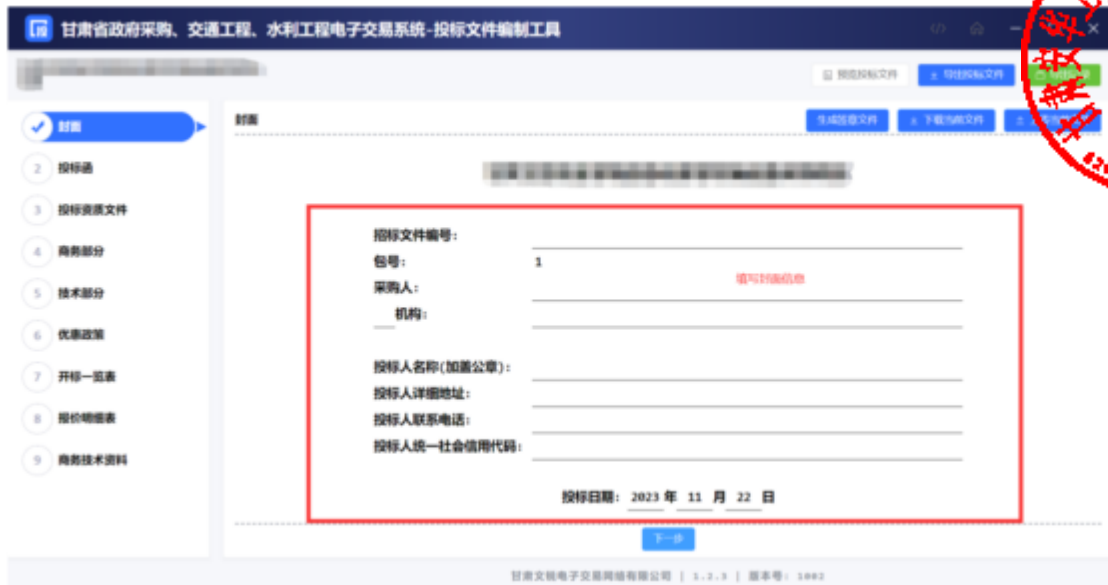 甘肃省政府采购、交通工程、水利工程电子交易系统-投标文件编制工具
预览投标文件
导出投标文件
封面
2 投标函
3 投标资质文件
4 商务部分
5 技术部分
6 优惠政策
7 开标一览表
8 报价明细表
9 商务技术资料
封面
生成签章文件
下载当前文件
招标文件编号:
包号: 1
填写封面信息
采购人:
机构:
投标人名称(加盖公章):
投标人详细地址:
投标人联系电话:
投标人统一社会信用代码:
投标日期: 2023 年 11 月 22 日
下一步
甘肃文锐电子交易网络有限公司 | 1.2.3 | 版本号: 1002